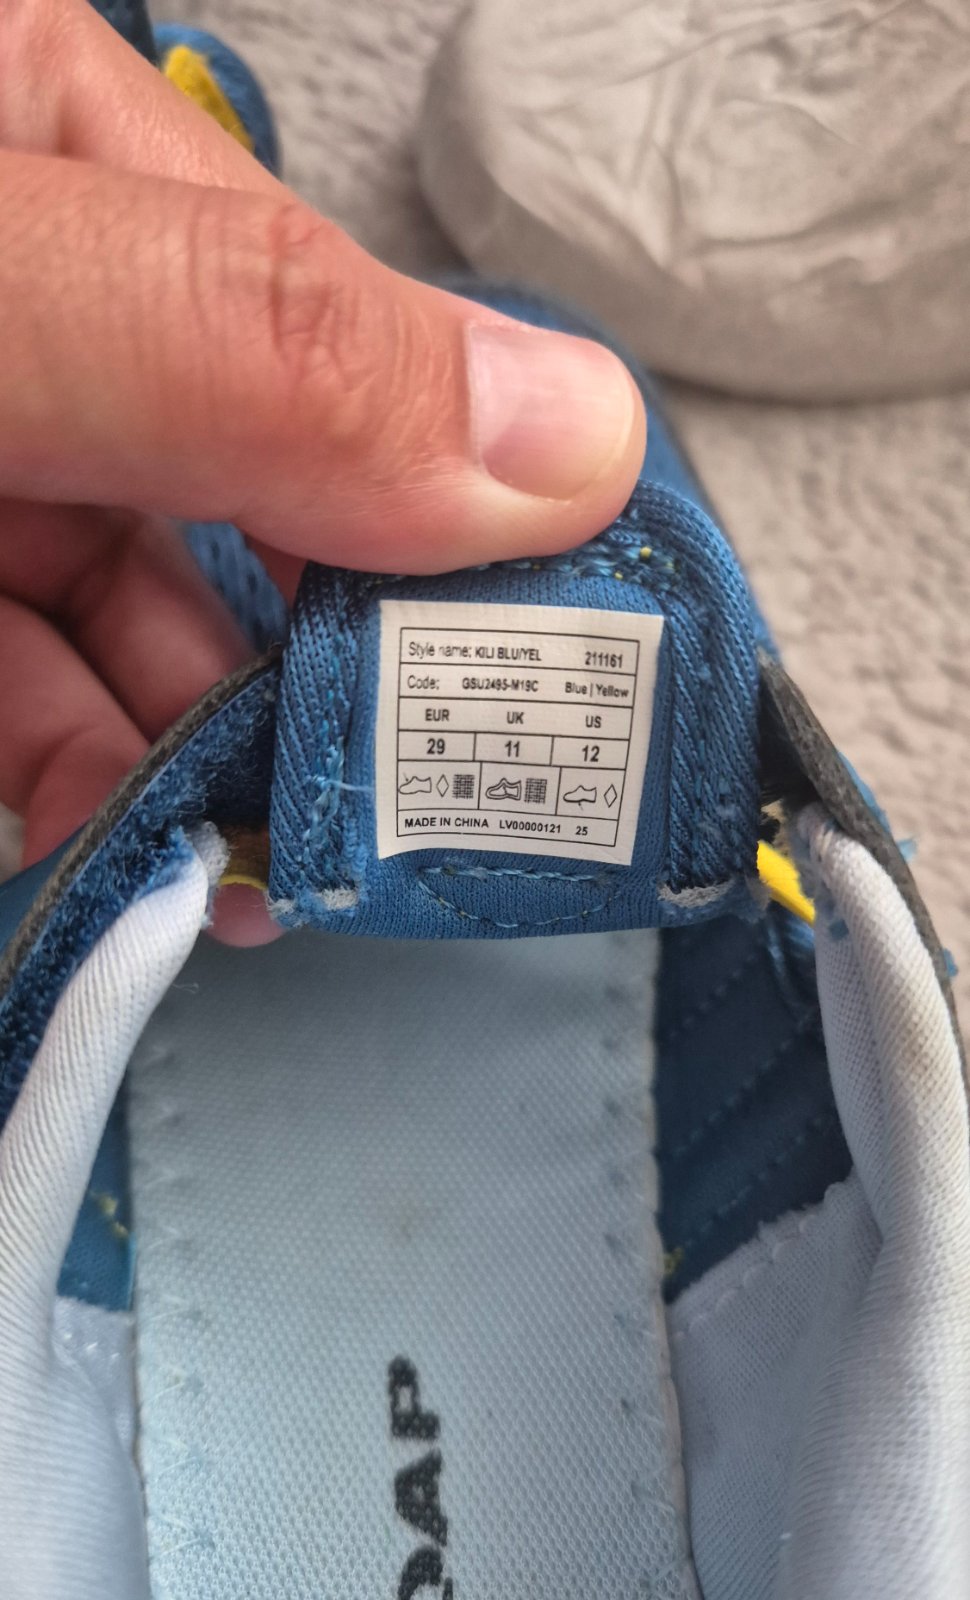 Style name: KILI BLU/YEL 211161
Code: GSU2495-M19C Blue | Yellow
EUR UK US
29 11 12
MADE IN CHINA LV00000121 25